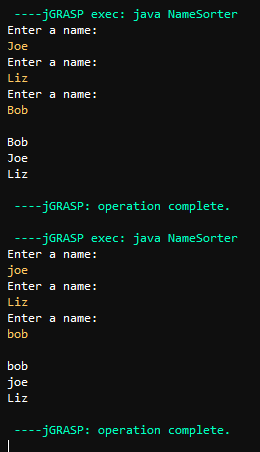 ----jGRASP exec: java NameSorter
Enter a name:
Joe
Enter a name:
Liz
Enter a name:
Bob

Bob
Joe
Liz

----jGRASP: operation complete.

----jGRASP exec: java NameSorter
Enter a name:
joe
Enter a name:
Liz
Enter a name:
bob

bob
joe
Liz

----jGRASP: operation complete.